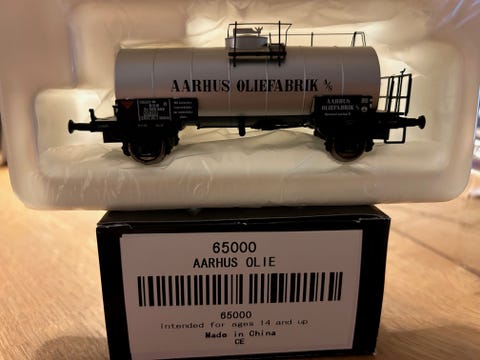 AARHUS OLIEFABRIK A/S
AARHUS
OLIEFABRIK A/S
65000
AARHUS OLIE
65000
Intended for ages 14 and up
Made in China
CE